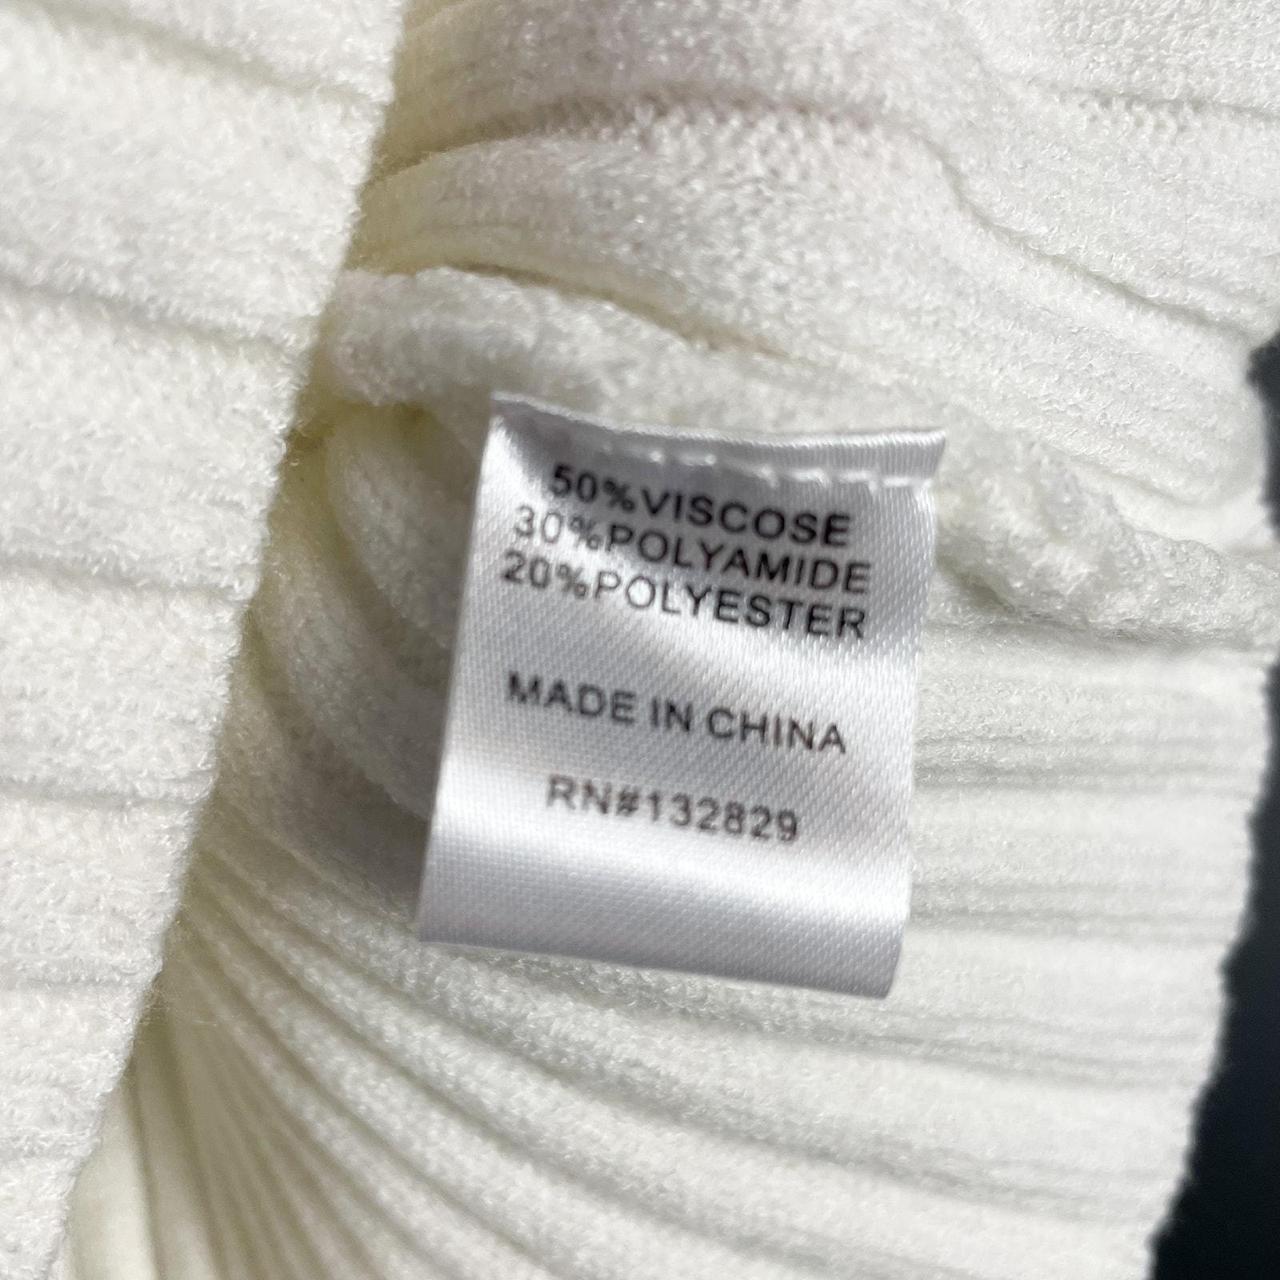 50%VISCOSE
30%POLYAMIDE
20%POLYESTER
MADE IN CHINA
RN#132829